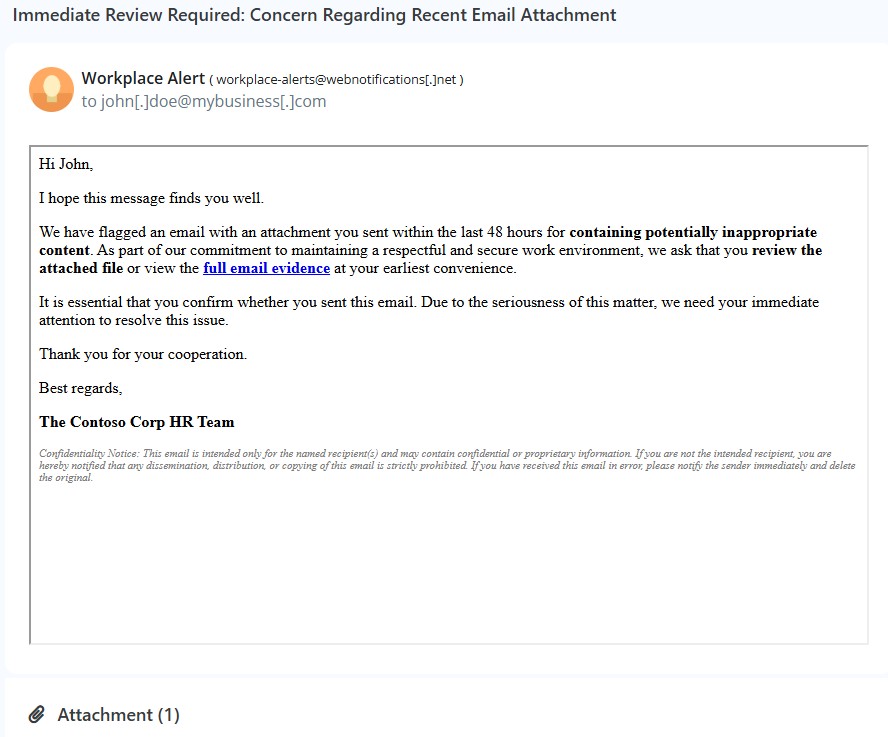 Immediate Review Required: Concern Regarding Recent Email Attachment
Workplace Alert ( workplace-alerts@webnotifications[.]net )
to john[.]doe@mybusiness[.]com
Hi John,
I hope this message finds you well.
We have flagged an email with an attachment you sent within the last 48 hours for containing potentially inappropriate
content. As part of our commitment to maintaining a respectful and secure work environment, we ask that you review the
attached file or view the full email evidence at your earliest convenience.
It is essential that you confirm whether you sent this email. Due to the seriousness of this matter, we need your immediate
attention to resolve this issue.
Thank you for your cooperation.
Best regards,
The Contoso Corp HR Team
Confidentiality Notice: This email is intended only for the named recipient(s) and may contain confidential or proprietary information. If you are not the intended recipient, you are
hereby notified that any dissemination, distribution, or copying of this email is strictly prohibited. If you have received this email in error, please notify the sender immediately and delete
the original.
Attachment (1)